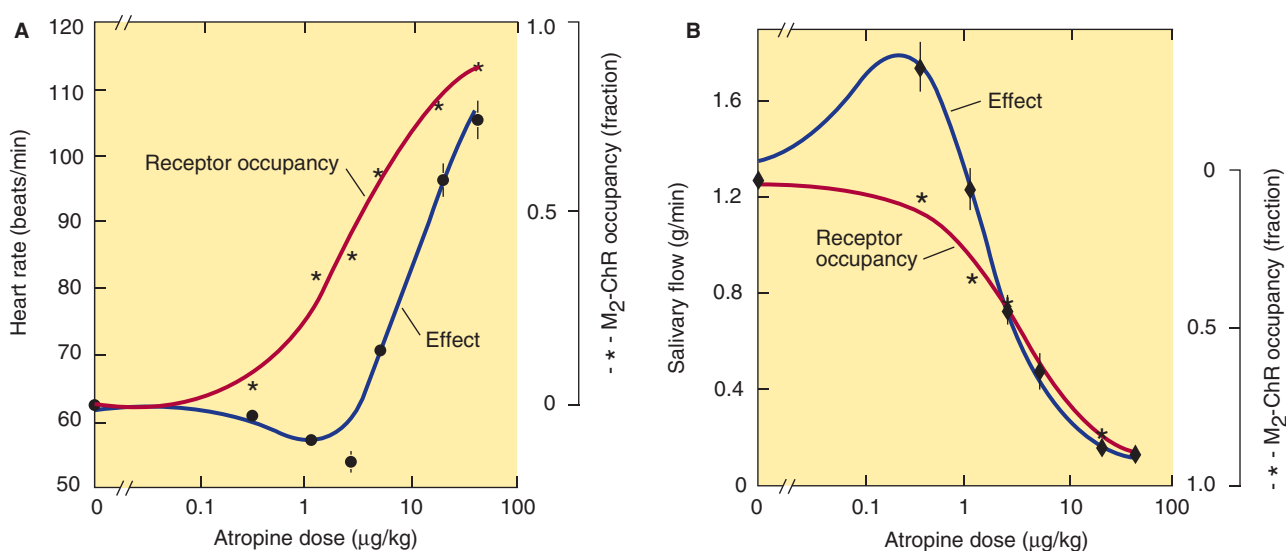 A
120
110
100
90
80
70
60
50
Heart rate (beats/min)
Receptor occupancy
Effect
0 0.1 1 10 100
Atropine dose (μg/kg)
1.0
0.5
0
- * - M2-ChR occupancy (fraction)
B
1.6
1.2
0.8
0.4
0
Salivary flow (g/min)
Effect
Receptor
occupancy
0 0.1 1 10 100
Atropine dose (μg/kg)
0
0.5
1.0
- * - M2-ChR occupancy (fraction)